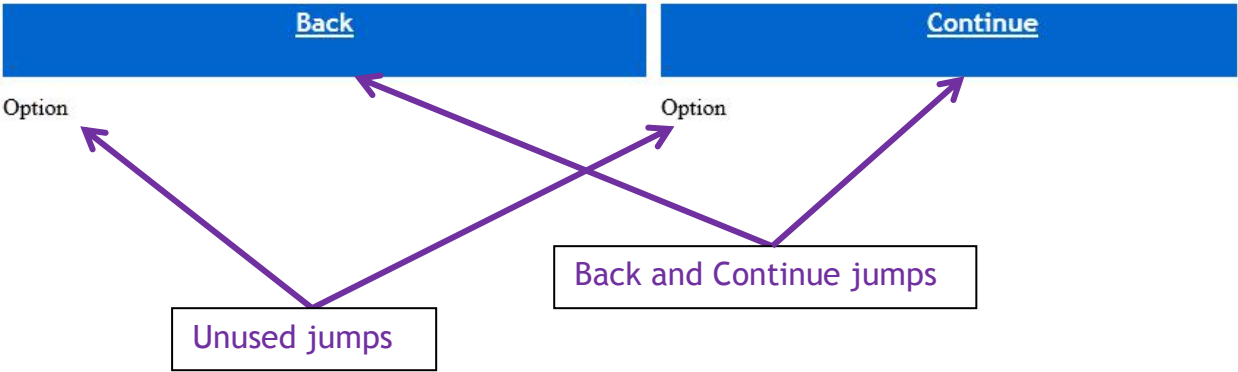 Back
Continue
Option
Option
Back and Continue jumps
Unused jumps